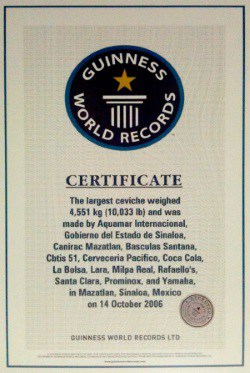 GUINNESS
WORLD RECORDS
CERTIFICATE
The largest ceviche weighed
4,551 kg (10,033 lb) and was
made by Aquamar Internacional,
Gobierno del Estado de Sinaloa,
Canirac Mazatlan, Basculas Santana,
Cbtis 51, Cerveceria Pacifico, Coca Cola,
La Bolsa, Lara, Milpa Real, Rafaello's,
Santa Clara, Prominox, and Yamaha,
in Mazatlan, Sinaloa, Mexico
on 14 October 2006
GUINNESS WORLD RECORDS LTD